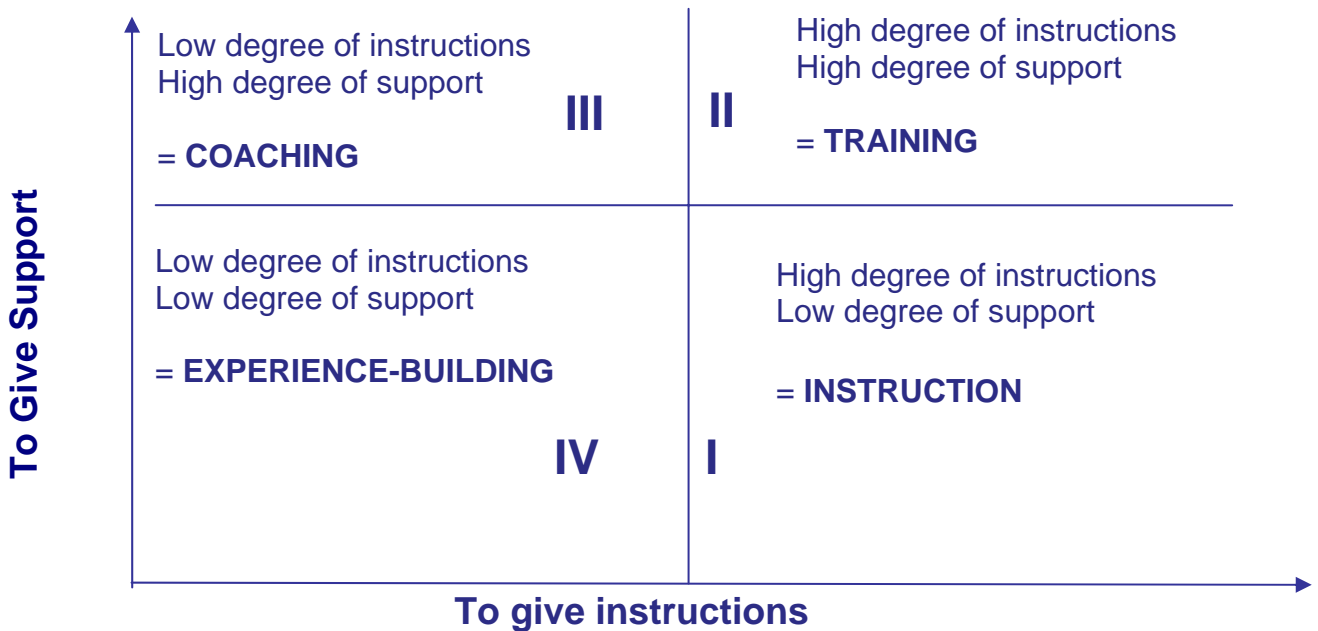 Low degree of instructions
High degree of support
= COACHING
III
High degree of instructions
High degree of support
= TRAINING
II
To Give Support
Low degree of instructions
Low degree of support
= EXPERIENCE-BUILDING
IV
High degree of instructions
Low degree of support
= INSTRUCTION
I
To give instructions